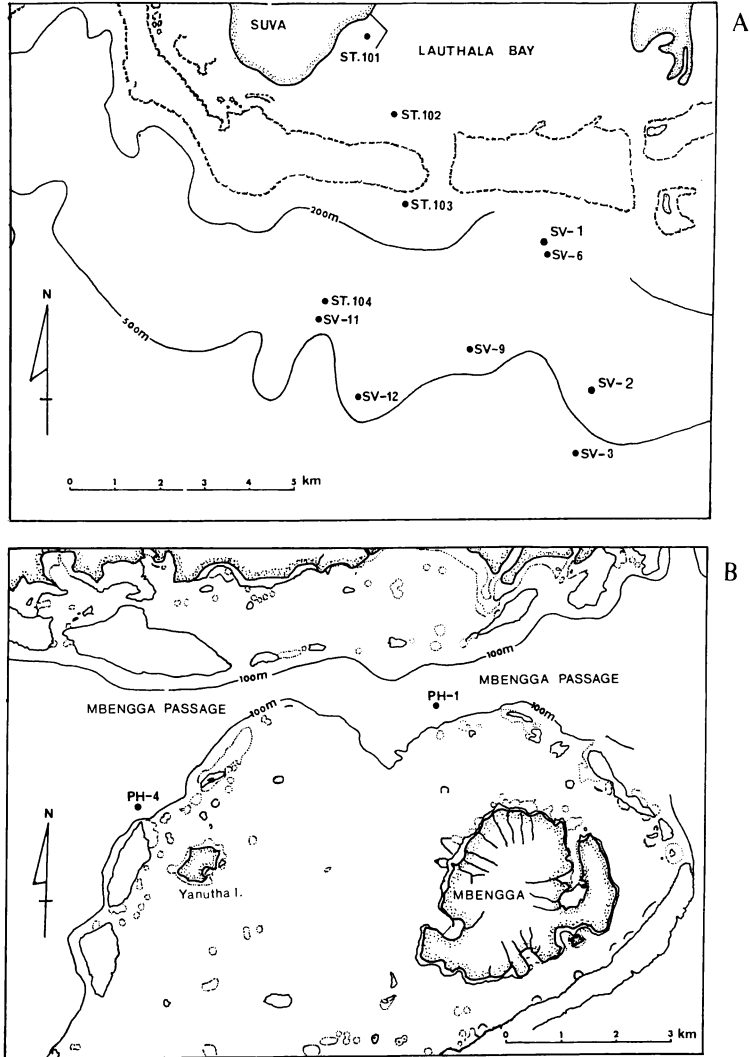 A
SUVA
ST.101
LAUTHALA BAY
ST.102
ST.103
200m
SV-1
SV-6
N
ST.104
SV-11
500m
SV-9
SV-12
SV-2
SV-3
0 1 2 3 4 5 km
B
100m
100m
MBENGGA PASSAGE
PH-1
MBENGGA PASSAGE
100m
100m
PH-4
N
Yanutha I.
MBENGGA
0 1 2 3 km